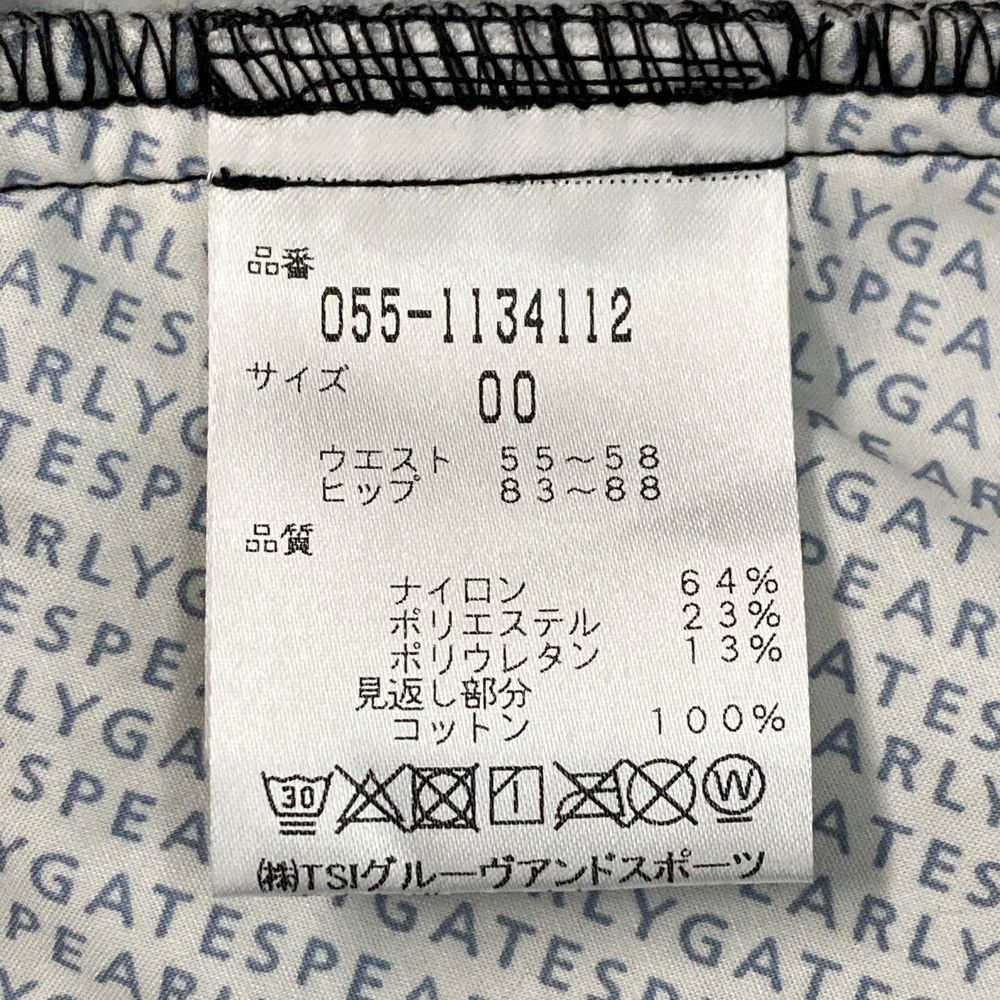 品番
055-1134112
サイズ
00
ウエスト 55~58
ヒップ 83~88
品質
ナイロン 64%
ポリエステル 23%
ポリウレタン 13%
見返し部分
コットン 100%
30 1 W
㈱TSIグルーヴアンドスポーツ
PEARLYGATES